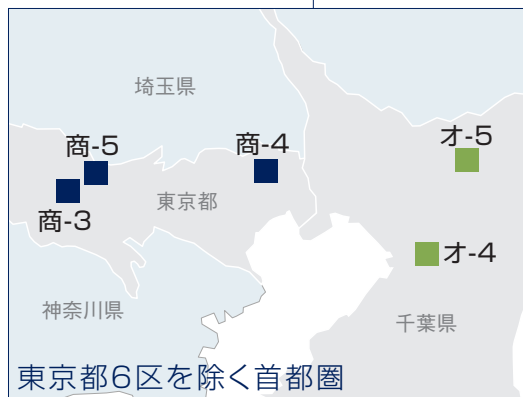 埼玉県
商-5
商-4
オ-5
東京都
商-3
オ-4
神奈川県
千葉県
東京都6区を除く首都圏